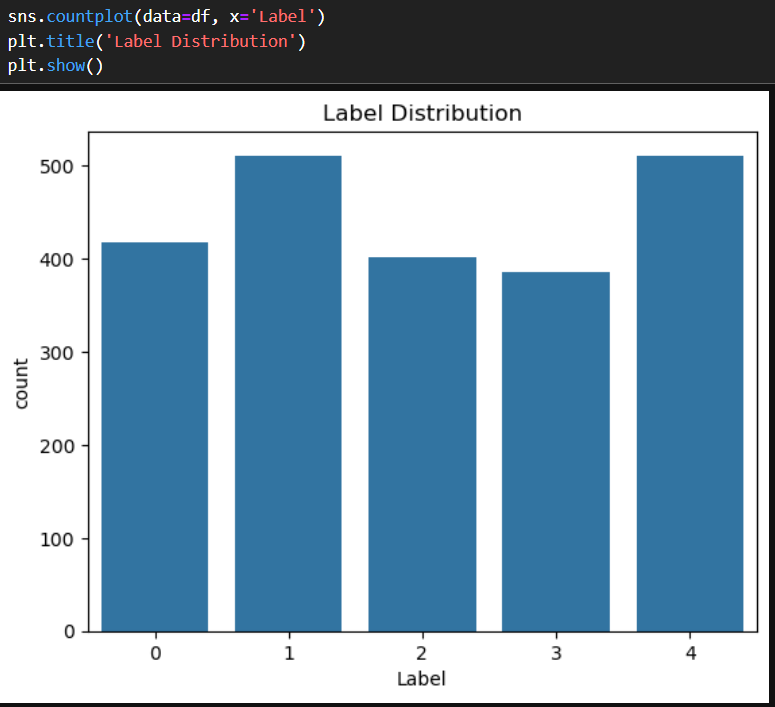 sns.countplot(data=df, x='Label')
plt.title('Label Distribution')
plt.show()
Label Distribution
500
400
300
200
100
0
count
0 1 2 3 4
Label